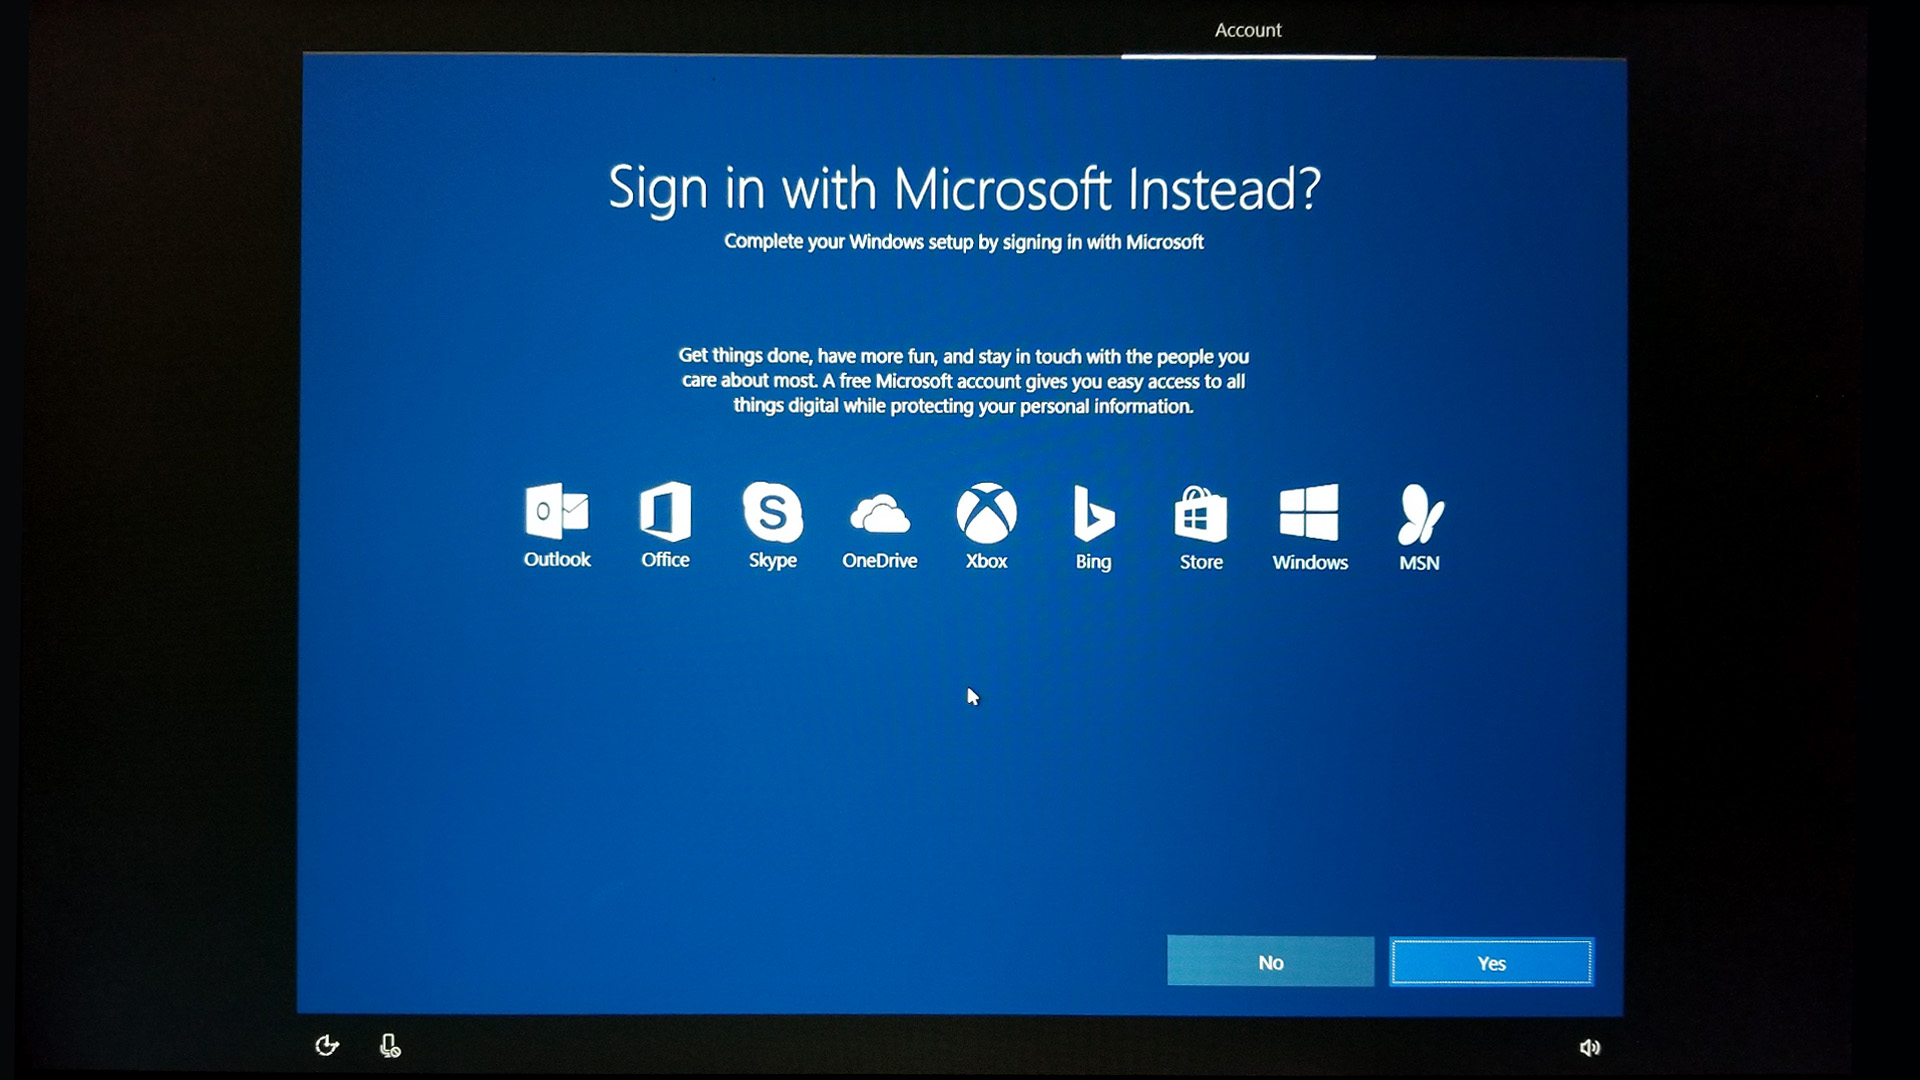 Account
Sign in with Microsoft Instead?
Complete your Windows setup by signing in with Microsoft
Get things done, have more fun, and stay in touch with the people you
care about most. A free Microsoft account gives you easy access to all
things digital while protecting your personal information.
Outlook Office Skype OneDrive Xbox Bing Store Windows MSN
No Yes